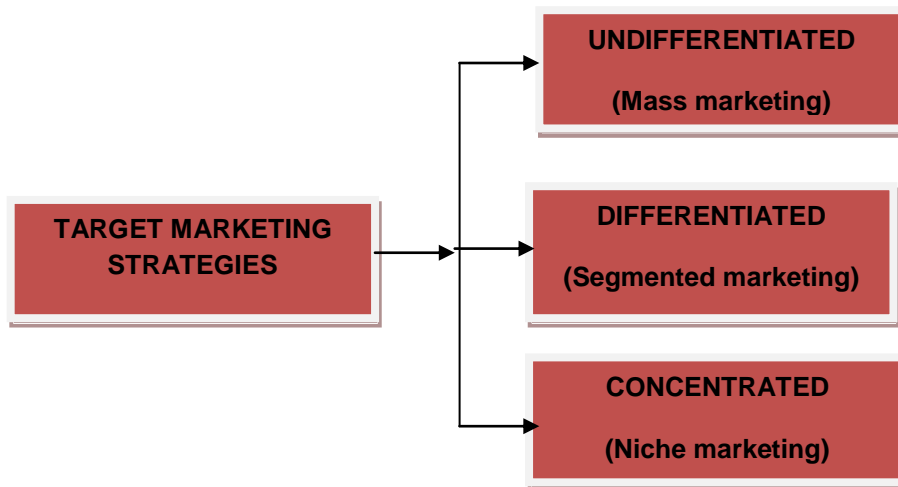 TARGET MARKETING
STRATEGIES
UNDIFFERENTIATED
(Mass marketing)
DIFFERENTIATED
(Segmented marketing)
CONCENTRATED
(Niche marketing)